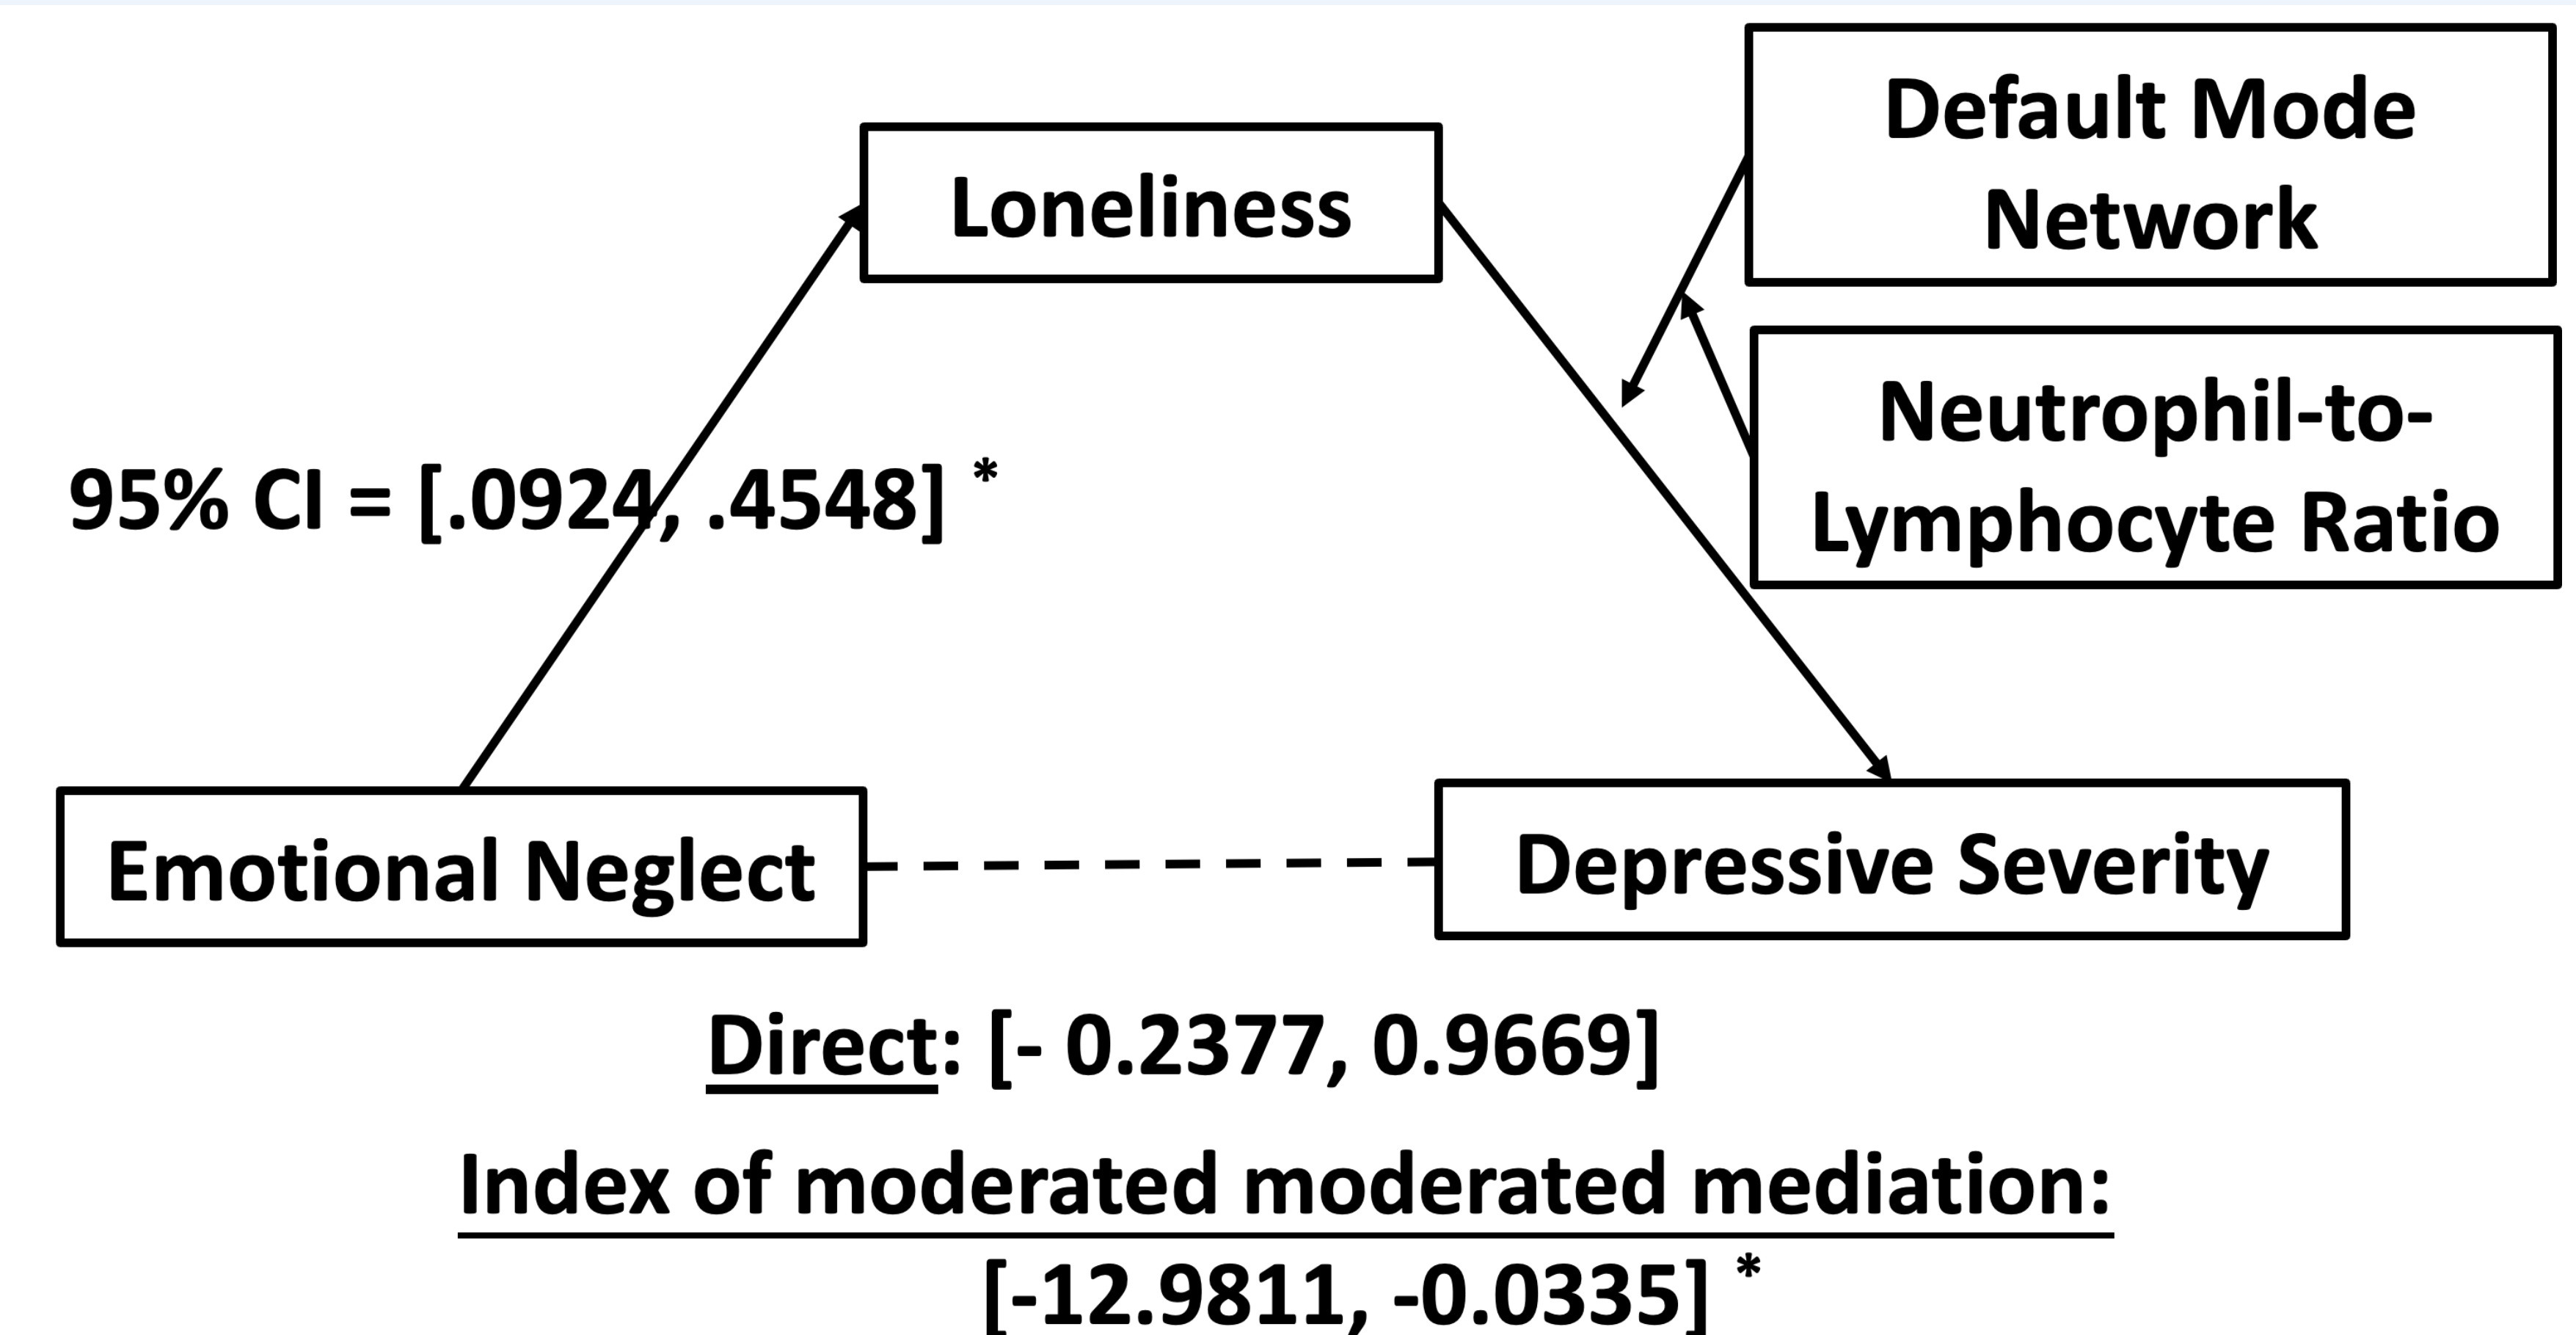 Default Mode
Network
Loneliness
Neutrophil-to-
Lymphocyte Ratio
95% CI = [.0924, .4548] *
Emotional Neglect
Depressive Severity
Direct: [- 0.2377, 0.9669]
Index of moderated moderated mediation:
[-12.9811, -0.0335] *